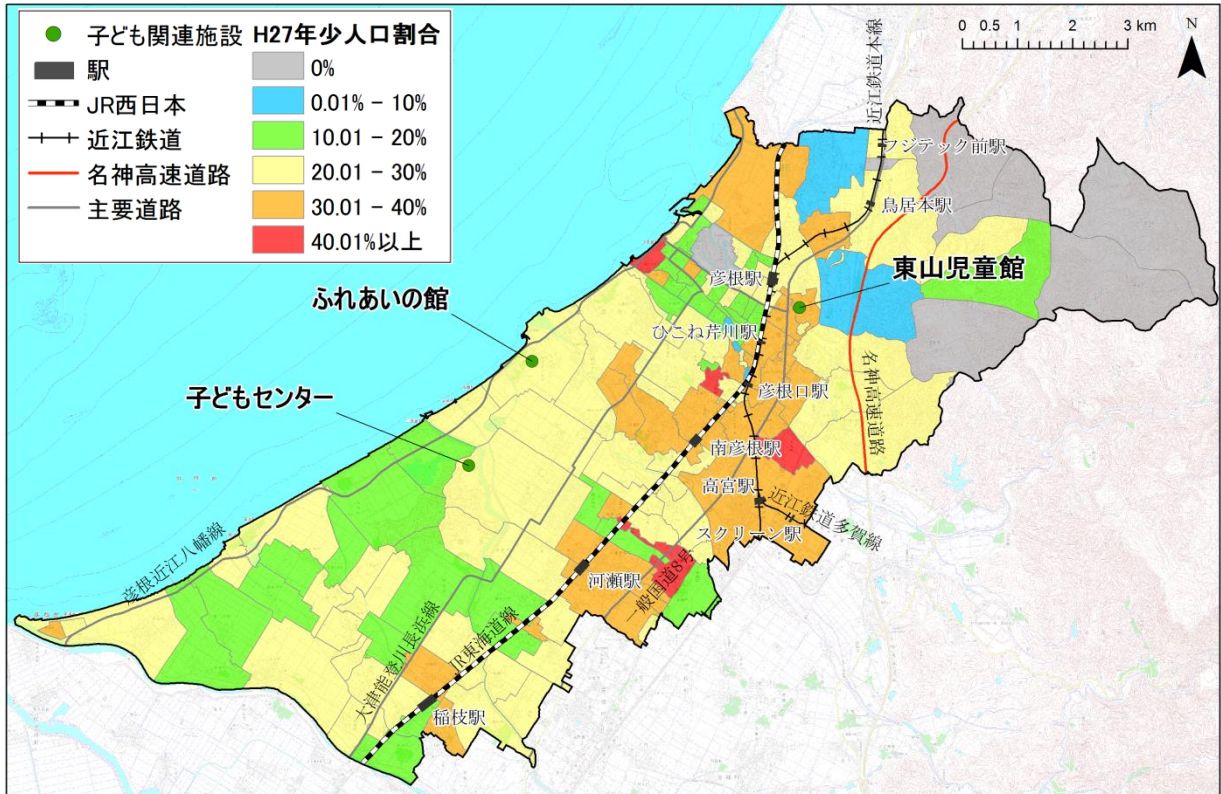 子ども関連施設
駅
JR西日本
近江鉄道
名神高速道路
主要道路
H27年少人口割合
0%
0.01% - 10%
10.01 - 20%
20.01 - 30%
30.01 - 40%
40.01%以上
0 0.5 1 2 3 km
N
近江鉄道本線
フジテック前駅
鳥居本駅
東山児童館
彦根駅
ふれあいの館
ひこね芹川駅
子どもセンター
彦根口駅
名神高速道路
南彦根駅
高宮駅
近江鉄道多賀線
スクリーン駅
彦根近江八幡線
河瀬駅
一般国道8号
大津能登川長浜線
JR東海道線
稲枝駅